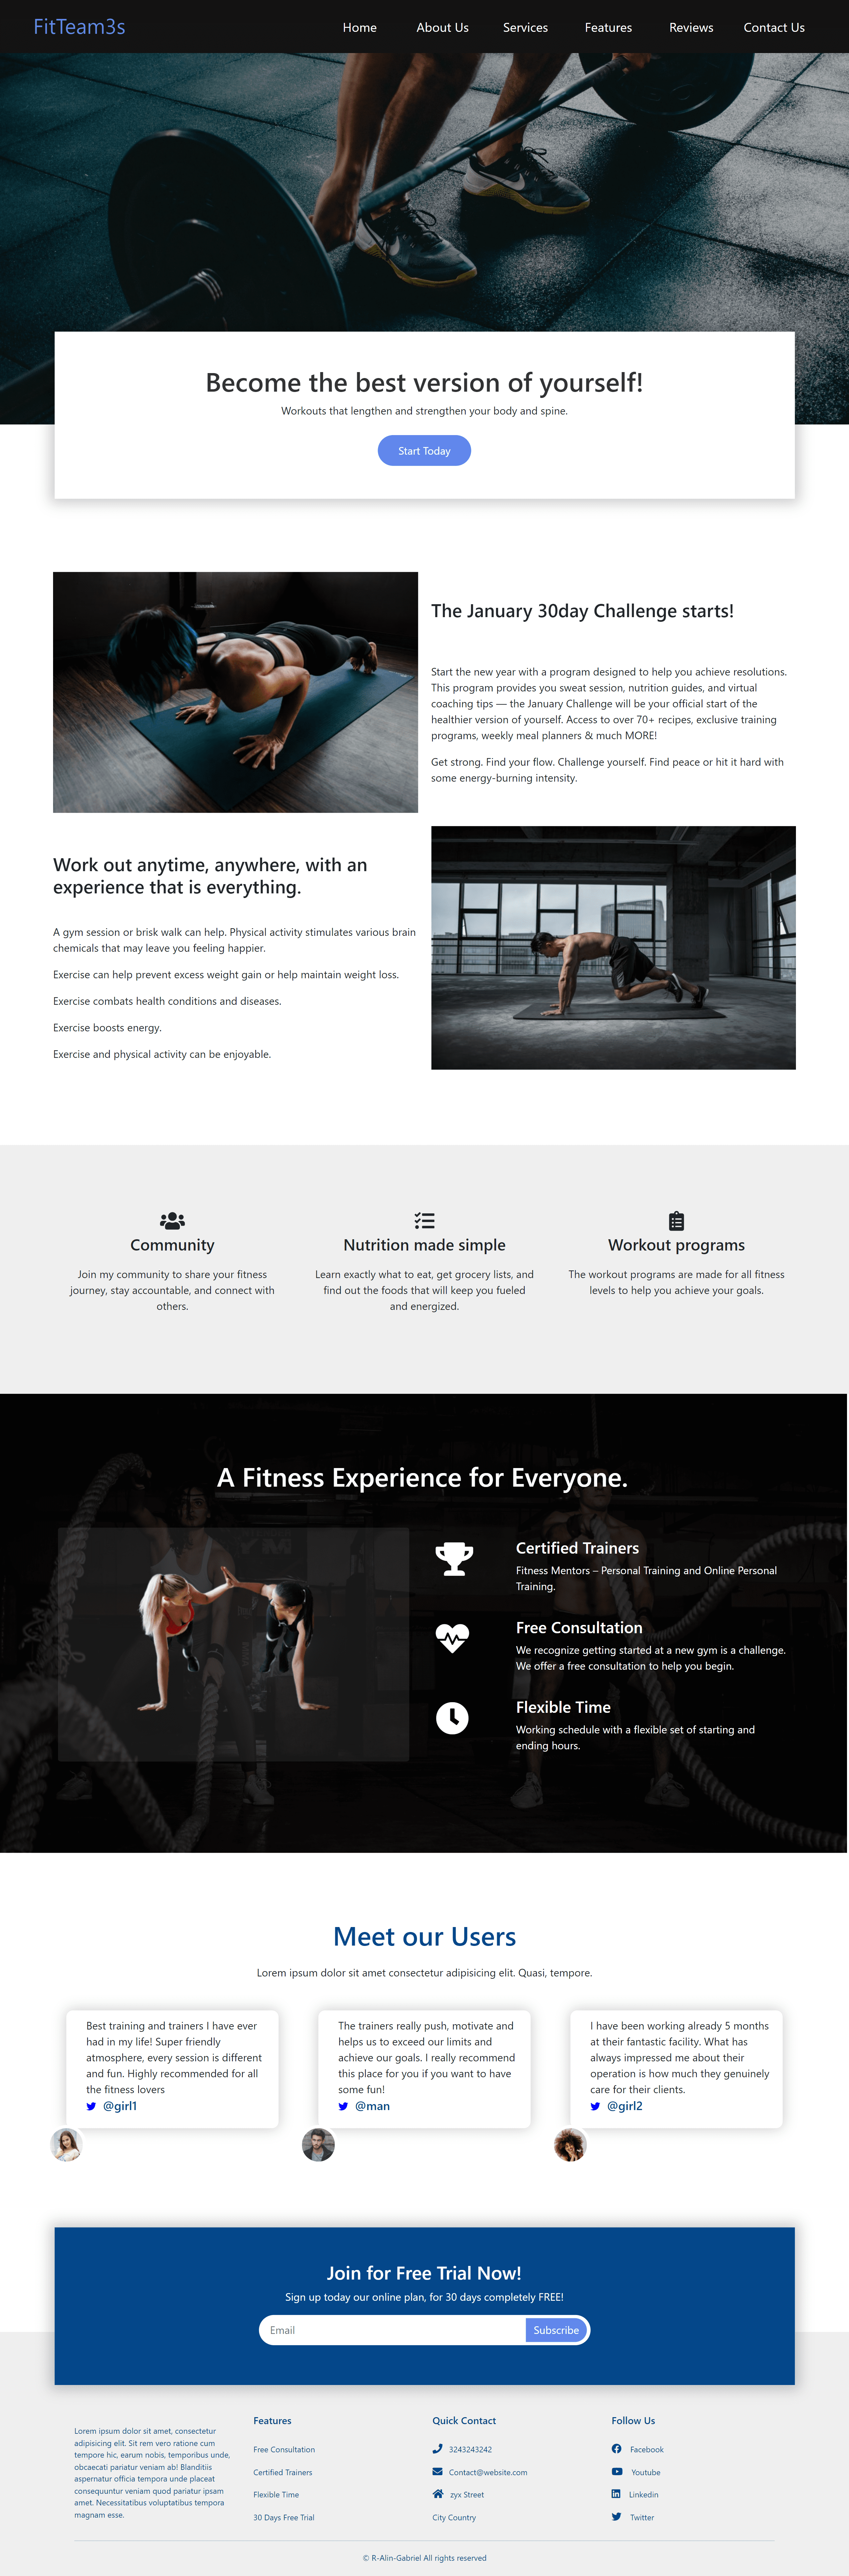 FitTeam3s
Home
About Us
Services
Features
Reviews
Contact Us
Become the best version of yourself!
Workouts that lengthen and strengthen your body and spine.
Start Today
The January 30day Challenge starts!
Start the new year with a program designed to help you achieve resolutions.
This program provides you sweat session, nutrition guides, and virtual
coaching tips — the January Challenge will be your official start of the
healthier version of yourself. Access to over 70+ recipes, exclusive training
programs, weekly meal planners & much MORE!
Get strong. Find your flow. Challenge yourself. Find peace or hit it hard with
some energy-burning intensity.
Work out anytime, anywhere, with an
experience that is everything.
A gym session or brisk walk can help. Physical activity stimulates various brain
chemicals that may leave you feeling happier.
Exercise can help prevent excess weight gain or help maintain weight loss.
Exercise combats health conditions and diseases.
Exercise boosts energy.
Exercise and physical activity can be enjoyable.
Community
Join my community to share your fitness
journey, stay accountable, and connect with
others.
Nutrition made simple
Learn exactly what to eat, get grocery lists, and
find out the foods that will keep you fueled
and energized.
Workout programs
The workout programs are made for all fitness
levels to help you achieve your goals.
A Fitness Experience for Everyone.
Certified Trainers
Fitness Mentors – Personal Training and Online Personal
Training.
Free Consultation
We recognize getting started at a new gym is a challenge.
We offer a free consultation to help you begin.
Flexible Time
Working schedule with a flexible set of starting and
ending hours.
Meet our Users
Lorem ipsum dolor sit amet consectetur adipisicing elit. Quasi, tempore.
Best training and trainers I have ever
had in my life! Super friendly
atmosphere, every session is different
and fun. Highly recommended for all
the fitness lovers
@girl1
The trainers really push, motivate and
helps us to exceed our limits and
achieve our goals. I really recommend
this place for you if you want to have
some fun!
@man
I have been working already 5 months
at their fantastic facility. What has
always impressed me about their
operation is how much they genuinely
care for their clients.
@girl2
Join for Free Trial Now!
Sign up today our online plan, for 30 days completely FREE!
Email
Subscribe
Lorem ipsum dolor sit amet, consectetur
adipisicing elit. Sit rem vero ratione cum
tempore hic, earum nobis, temporibus unde,
obcaecati pariatur veniam ab! Blanditiis
aspernatur officia tempora unde placeat
consequuntur veniam quod pariatur ipsam
amet. Necessitatibus voluptatibus tempora
magnam esse.
Features
Free Consultation
Certified Trainers
Flexible Time
30 Days Free Trial
Quick Contact
3243243242
Contact@website.com
zyx Street
City Country
Follow Us
Facebook
Youtube
Linkedin
Twitter
© R-Alin-Gabriel All rights reserved